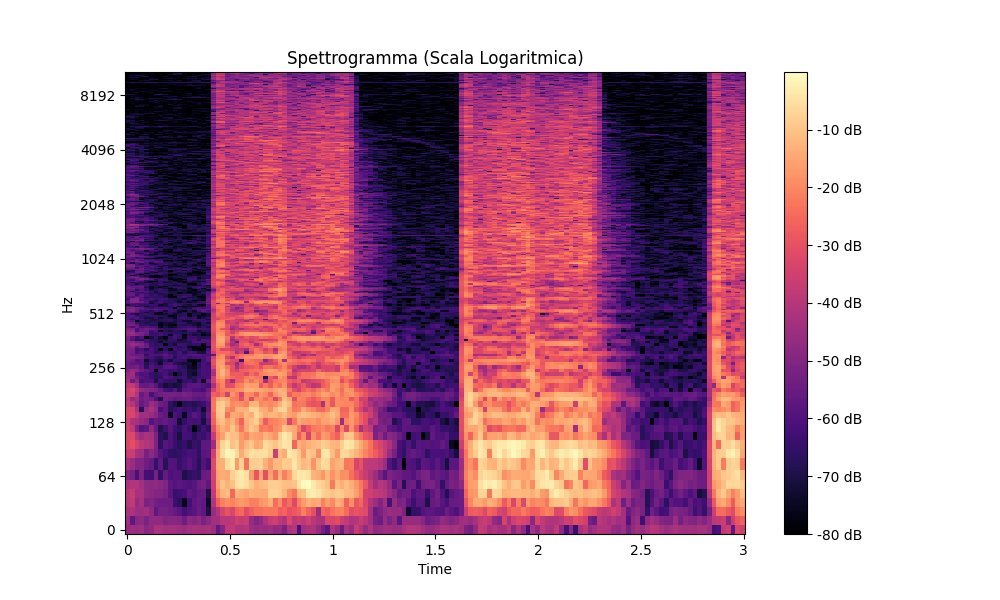 Spettrogramma (Scala Logaritmica)
8192
4096
2048
1024
512
256
128
64
0
Hz
0
0.5
1
1.5
2
2.5
3
Time
-10 dB
-20 dB
-30 dB
-40 dB
-50 dB
-60 dB
-70 dB
-80 dB